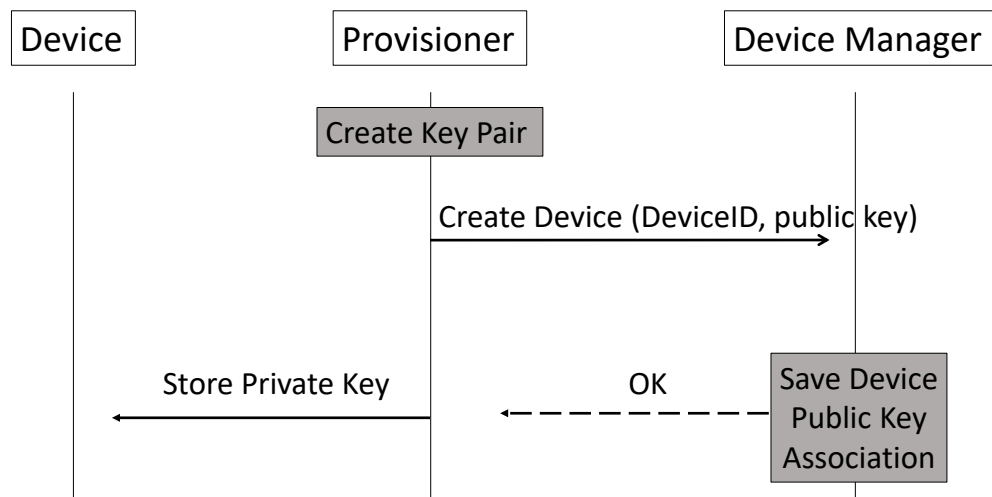 Device
Provisioner
Device Manager
Create Key Pair
Create Device (DeviceID, public key)
Store Private Key
OK
Save Device
Public Key
Association